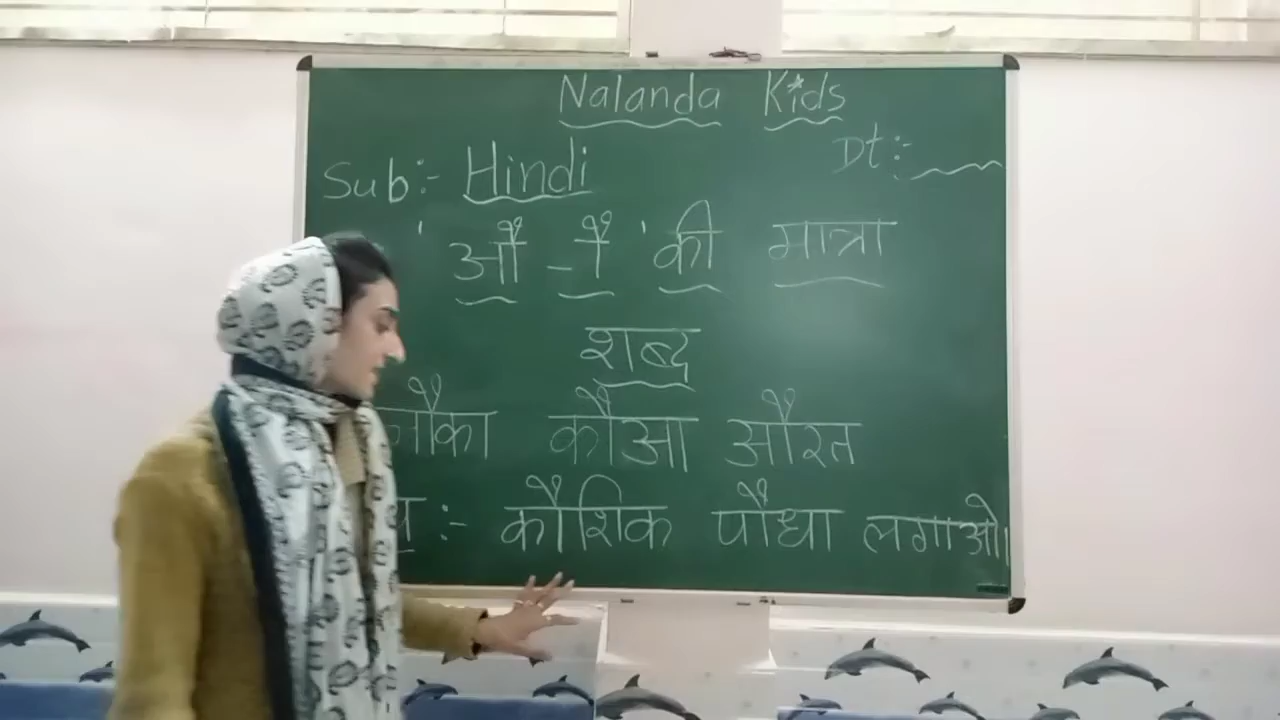 Nalanda Kids
Sub:- Hindi Dt:-
'औ - ौ' की मात्रा
शब्द
नौका कौआ औरत
:- कौशिक पौधा लगाओ।